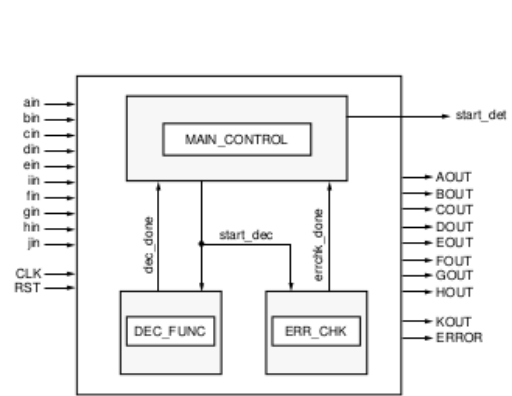 ain
bin
cin
din
ein
iin
fin
gin
hin
jin
CLK
RST
MAIN_CONTROL
dec_done
start_dec
errchk_done
DEC_FUNC
ERR_CHK
start_det
AOUT
BOUT
COUT
DOUT
EOUT
FOUT
GOUT
HOUT
KOUT
ERROR